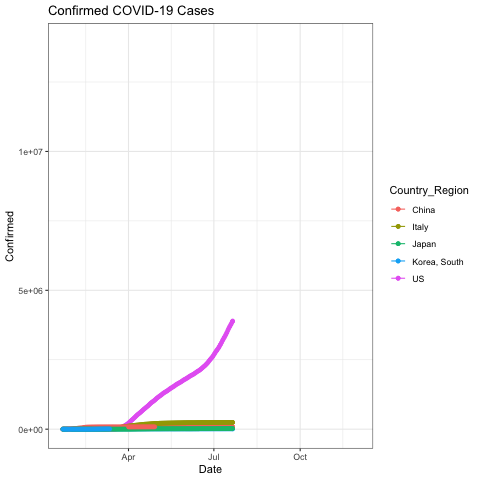 Confirmed COVID-19 Cases
1e+07
5e+06
0e+00
Confirmed
Apr
Jul
Oct
Date
Country_Region
China
Italy
Japan
Korea, South
US